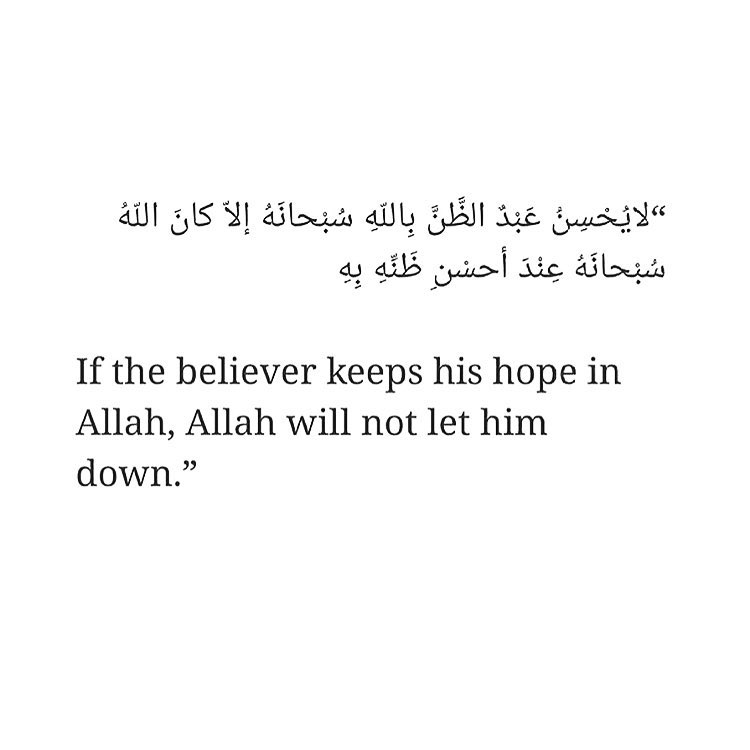 “لايُحْسِنُ عَبْدٌ الظَّنَّ بِاللّهِ سُبْحانَهُ إلاّ كانَ اللّهُ
سُبْحانَهُ عِنْدَ أحسْنِ ظَنِّهِ بِهِ
If the believer keeps his hope in
Allah, Allah will not let him
down.”